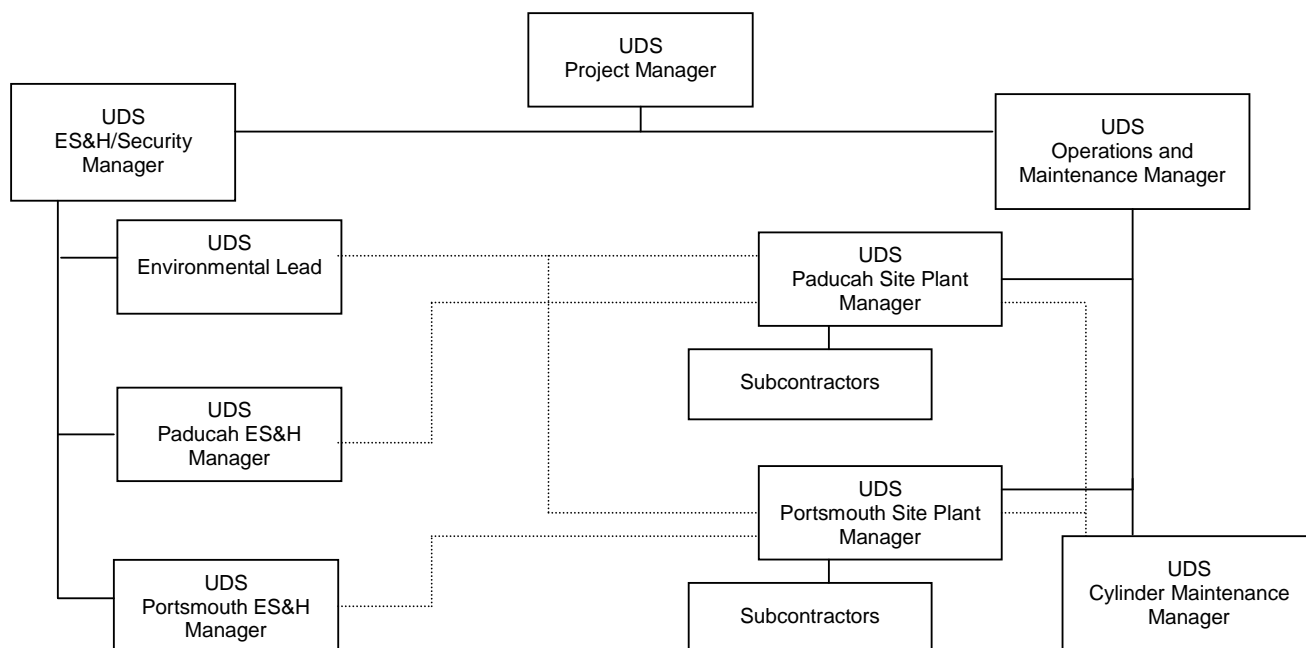 UDS
Project Manager
UDS
ES&H/Security
Manager
UDS
Operations and
Maintenance Manager
UDS
Environmental Lead
UDS
Paducah Site Plant
Manager
Subcontractors
UDS
Paducah ES&H
Manager
UDS
Portsmouth Site Plant
Manager
UDS
Portsmouth ES&H
Manager
Subcontractors
UDS
Cylinder Maintenance
Manager